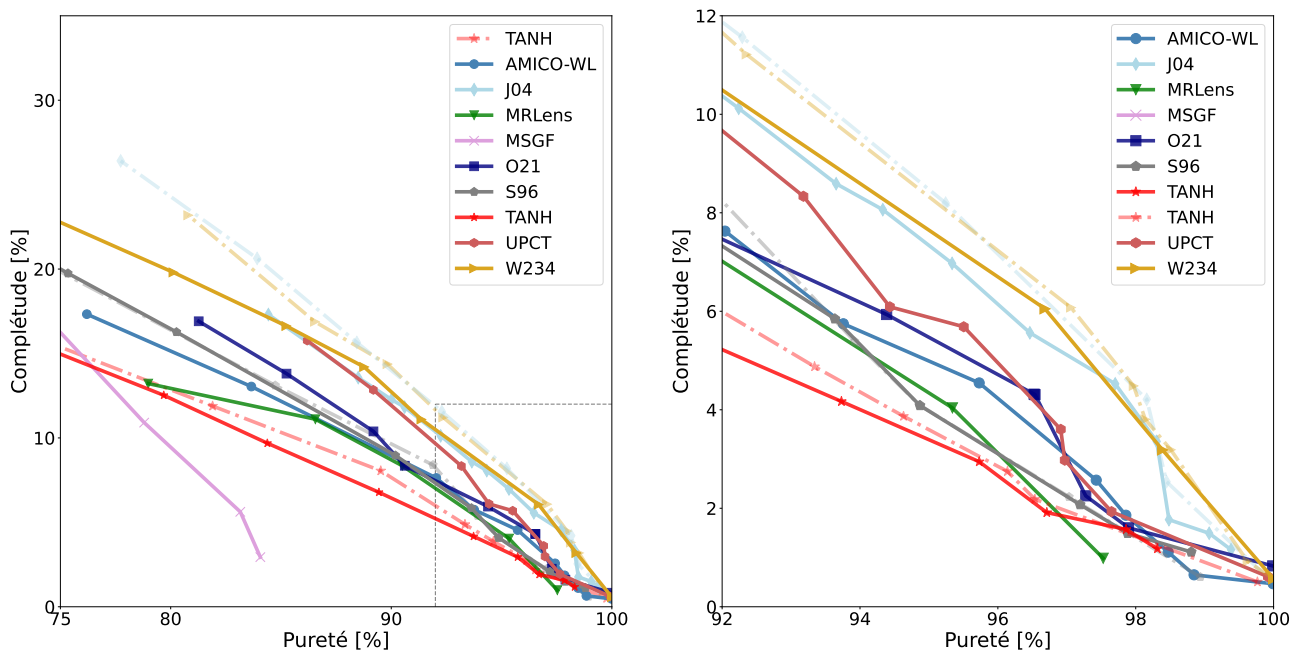 TANH
AMICO-WL
J04
MRLens
MSGF
O21
S96
TANH
UPCT
W234
Complétude [%]
30
20
10
0
75
80
85
90
100
Pureté [%]
AMICO-WL
J04
MRLens
MSGF
O21
S96
TANH
TANH
UPCT
W234
Complétude [%]
12
10
8
6
4
2
0
92
94
96
98
100
Pureté [%]